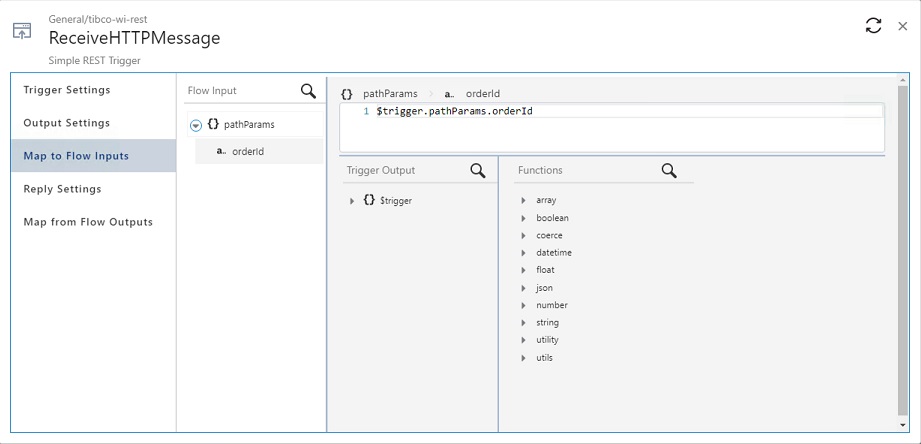 General/tibco-wi-rest
ReceiveHTTPMessage
Simple REST Trigger
Trigger Settings
Output Settings
Map to Flow Inputs
Reply Settings
Map from Flow Outputs
Flow Input
{} pathParams
a.. orderId
{} pathParams > a.. orderId
1 $trigger.pathParams.orderId
Trigger Output
{} $trigger
Functions
array
boolean
coerce
datetime
float
json
number
string
utility
utils